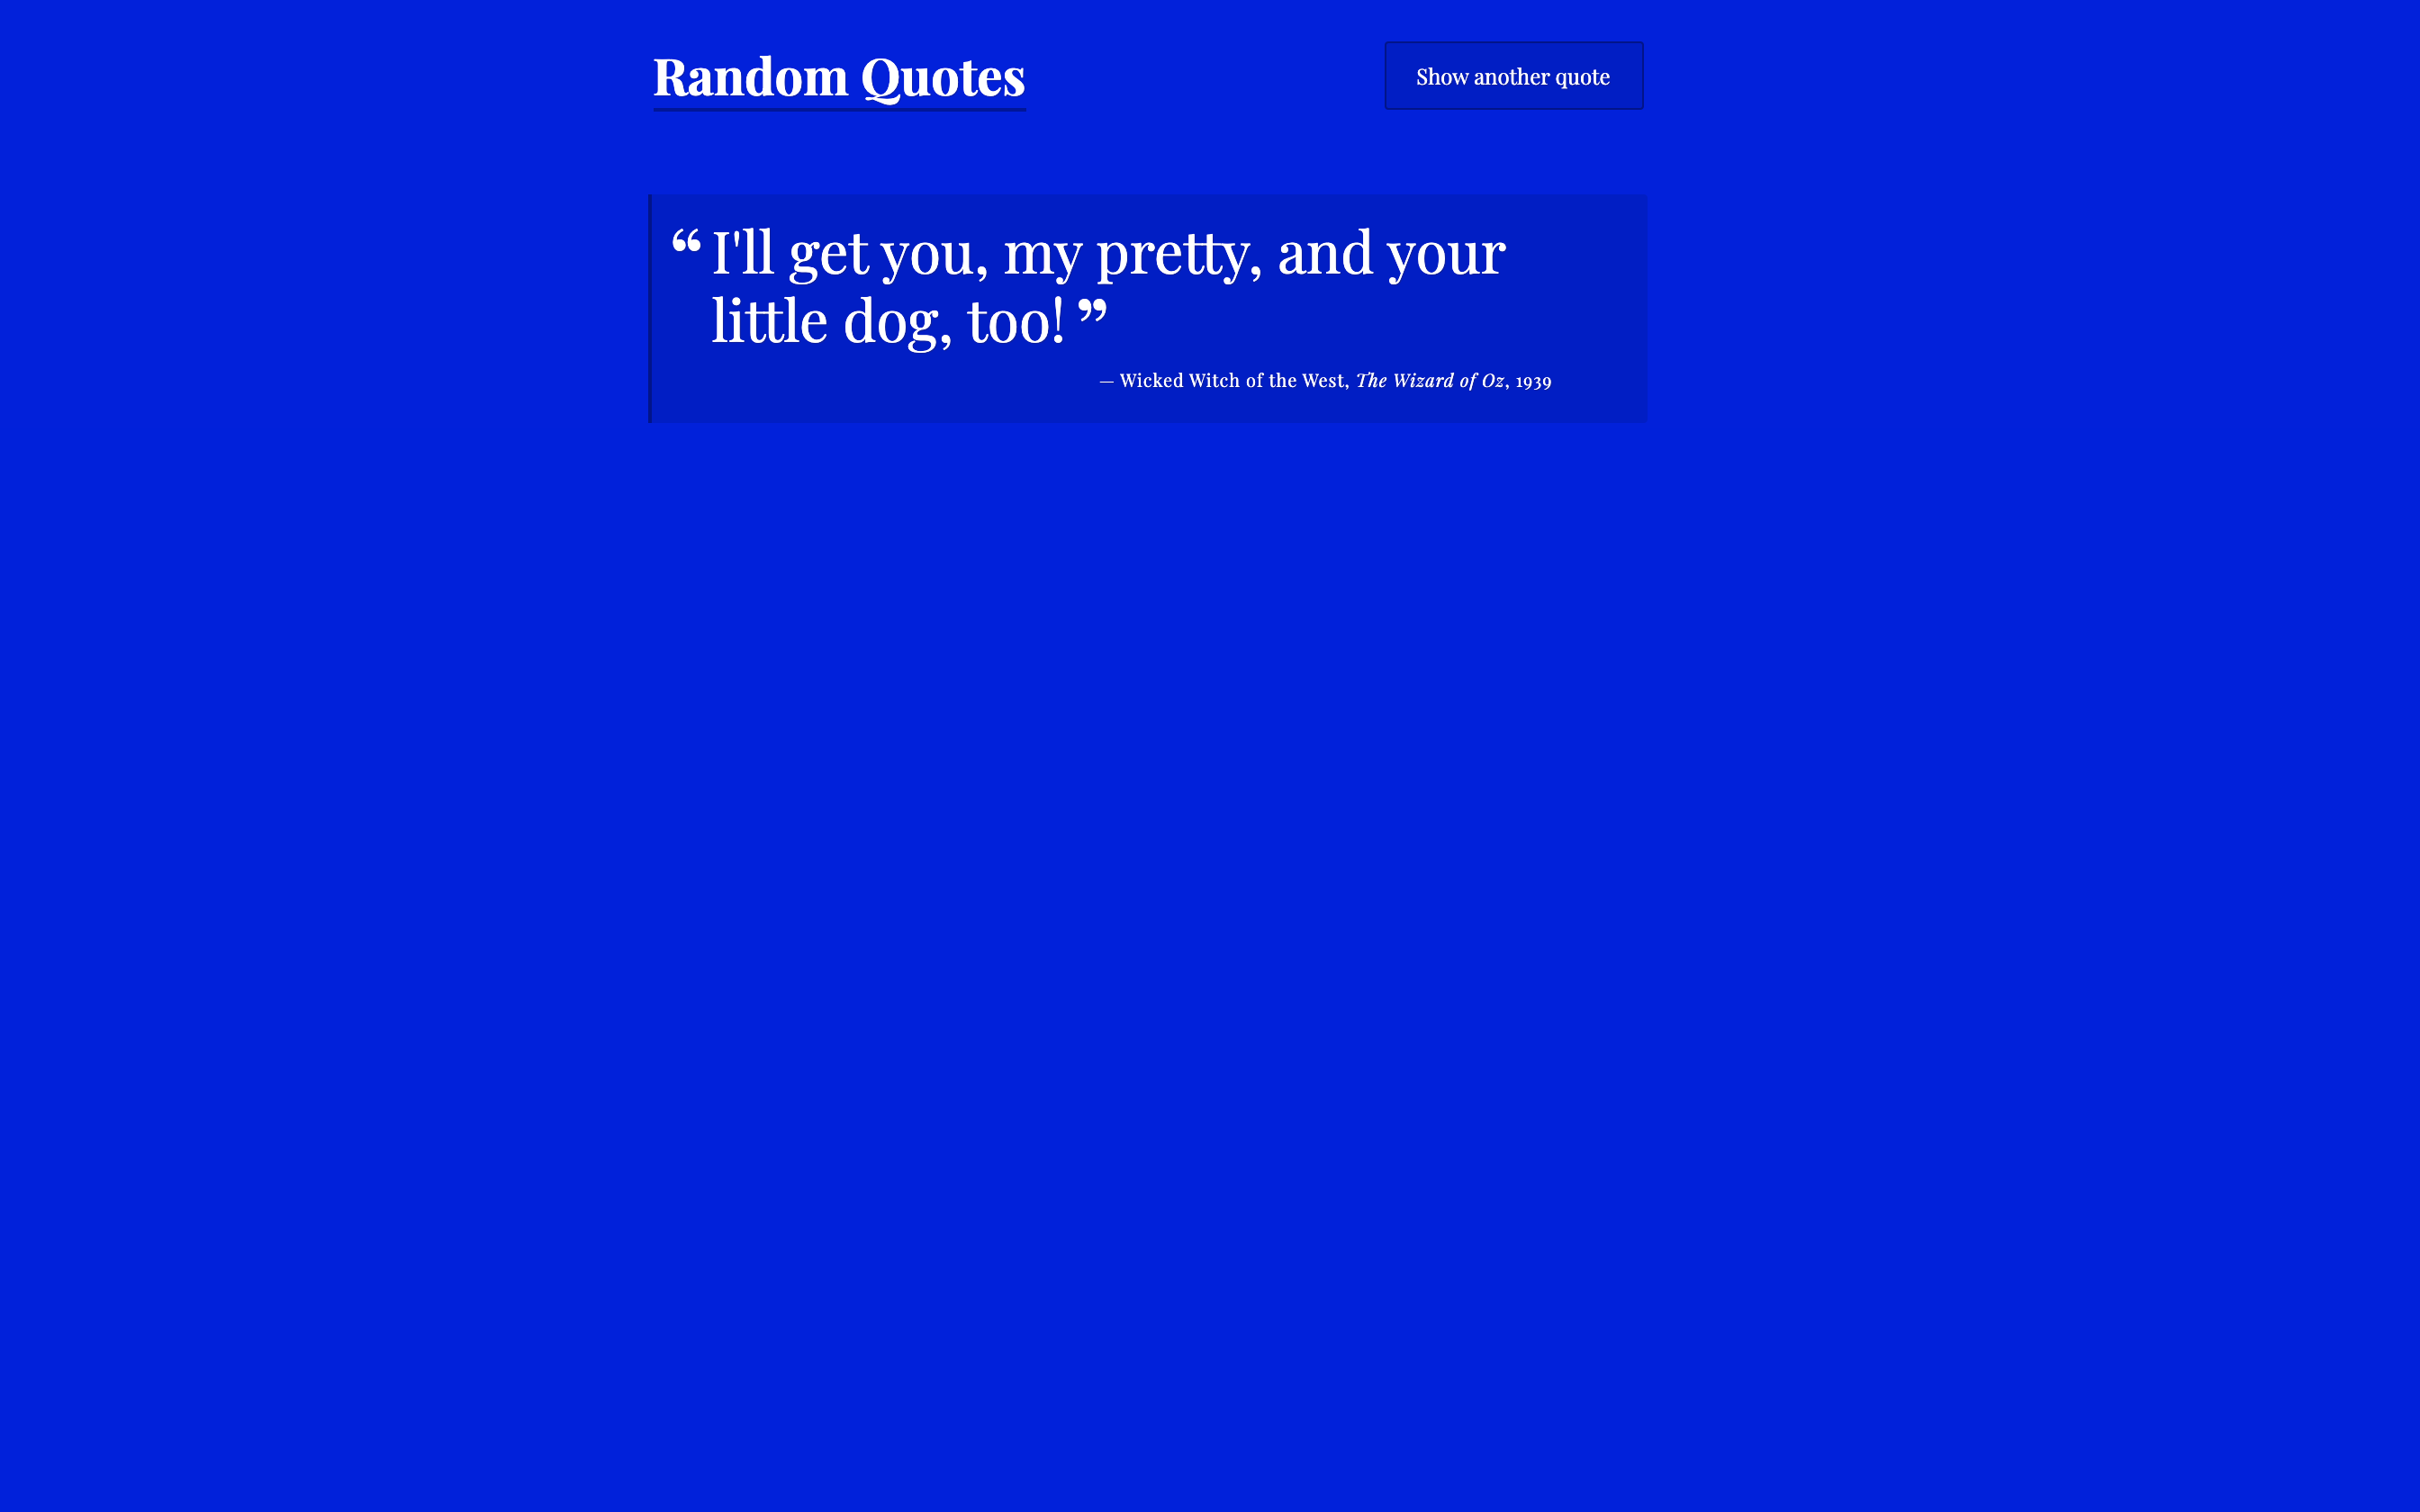 Random Quotes
Show another quote
“ I'll get you, my pretty, and your
little dog, too! ”
— Wicked Witch of the West, The Wizard of Oz, 1939